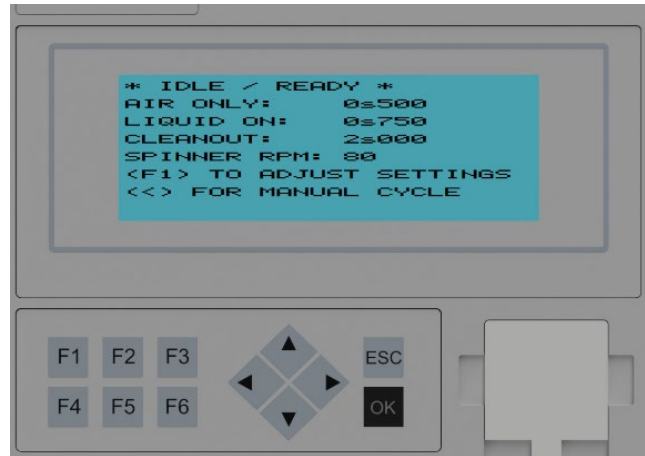 * IDLE / READY *
AIR ONLY: 0s500
LIQUID ON: 0s750
CLEANOUT: 2s000
SPINNER RPM: 80
<F1> TO ADJUST SETTINGS
<<> FOR MANUAL CYCLE
F1 F2 F3 ESC
F4 F5 F6 OK